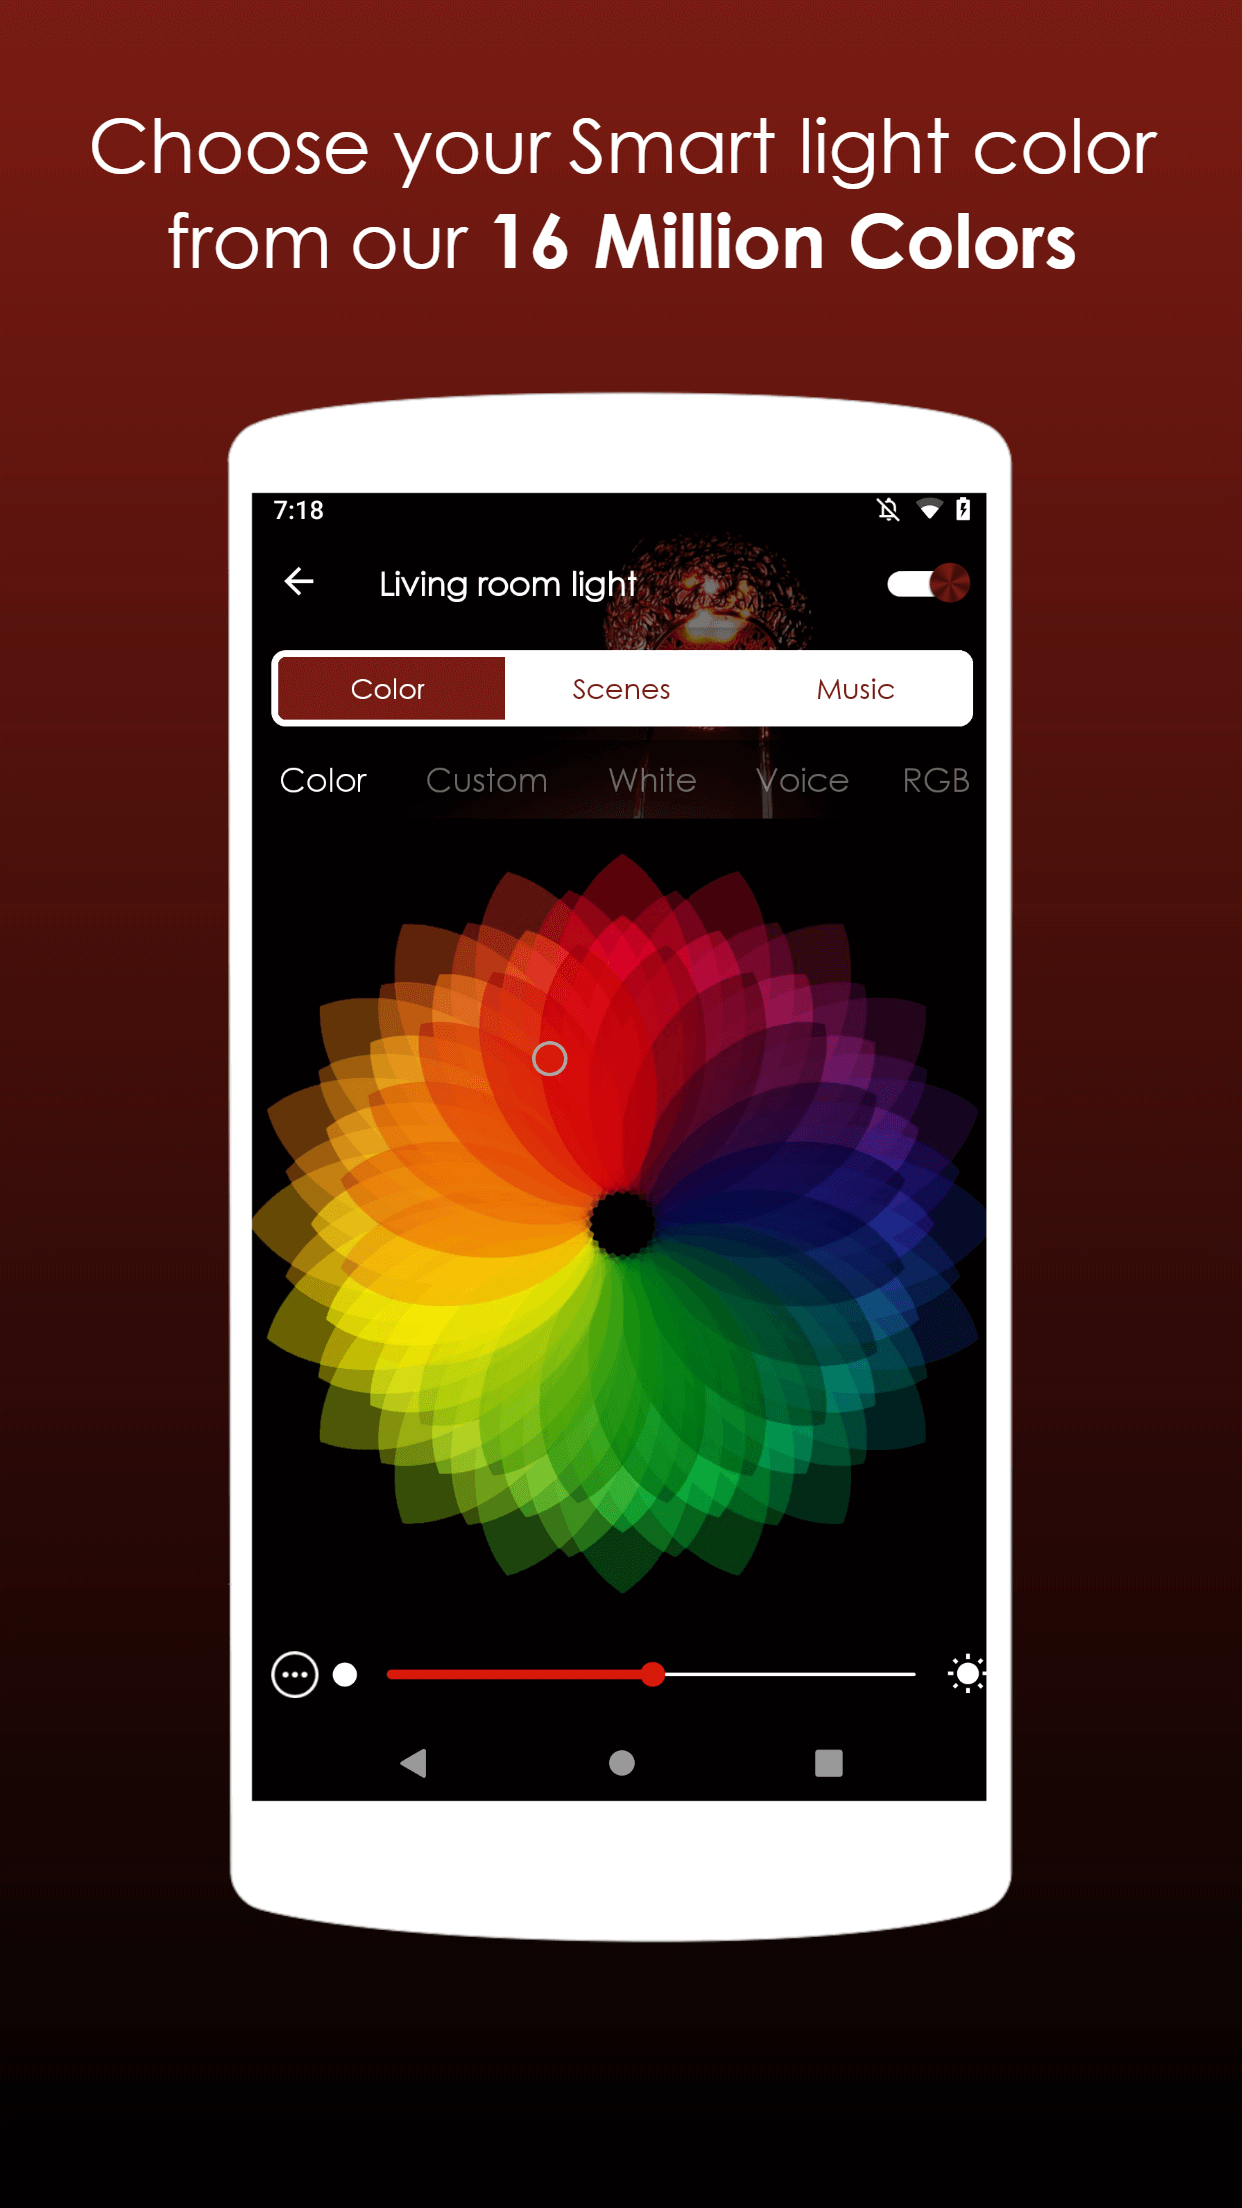 Choose your Smart light color
from our 16 Million Colors
7:18
Living room light
Color Scenes Music
Color Custom White Voice RGB